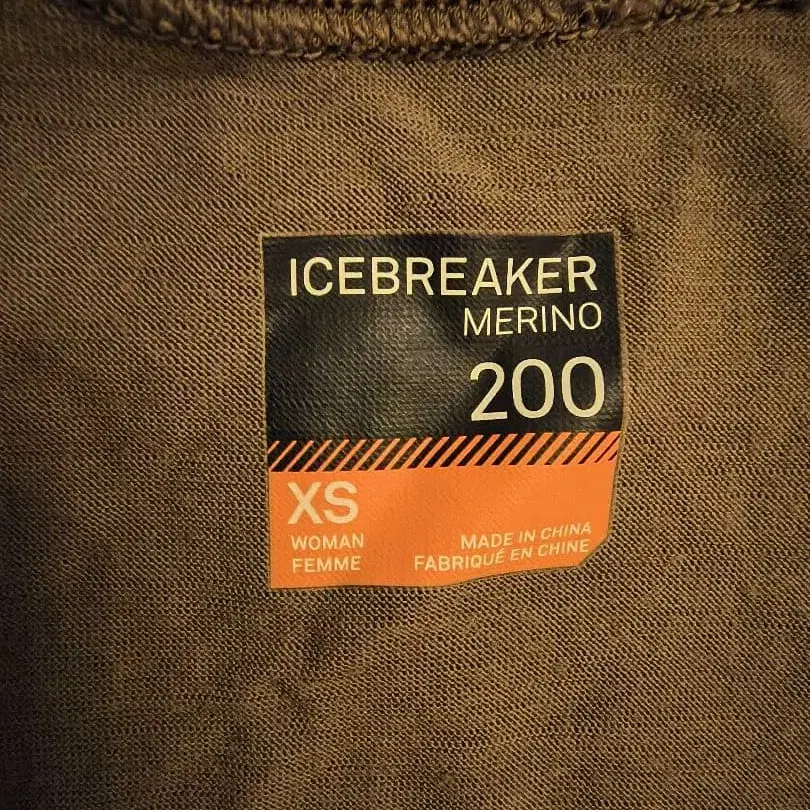 ICEBREAKER
MERINO
200
XS
WOMAN
FEMME
MADE IN CHINA
FABRIQUÉ EN CHINE